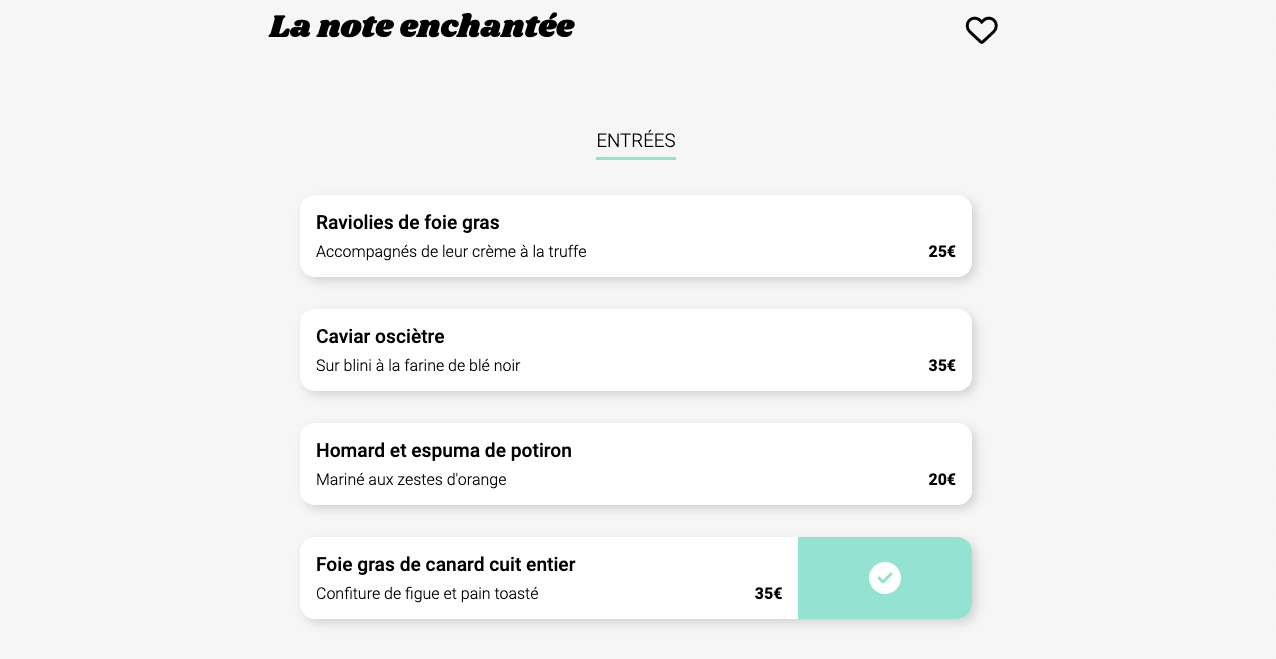 La note enchantée
ENTRÉES
Raviolies de foie gras
Accompagnés de leur crème à la truffe
25€
Caviar osciètre
Sur blini à la farine de blé noir
35€
Homard et espuma de potiron
Mariné aux zestes d'orange
20€
Foie gras de canard cuit entier
Confiture de figue et pain toasté
35€